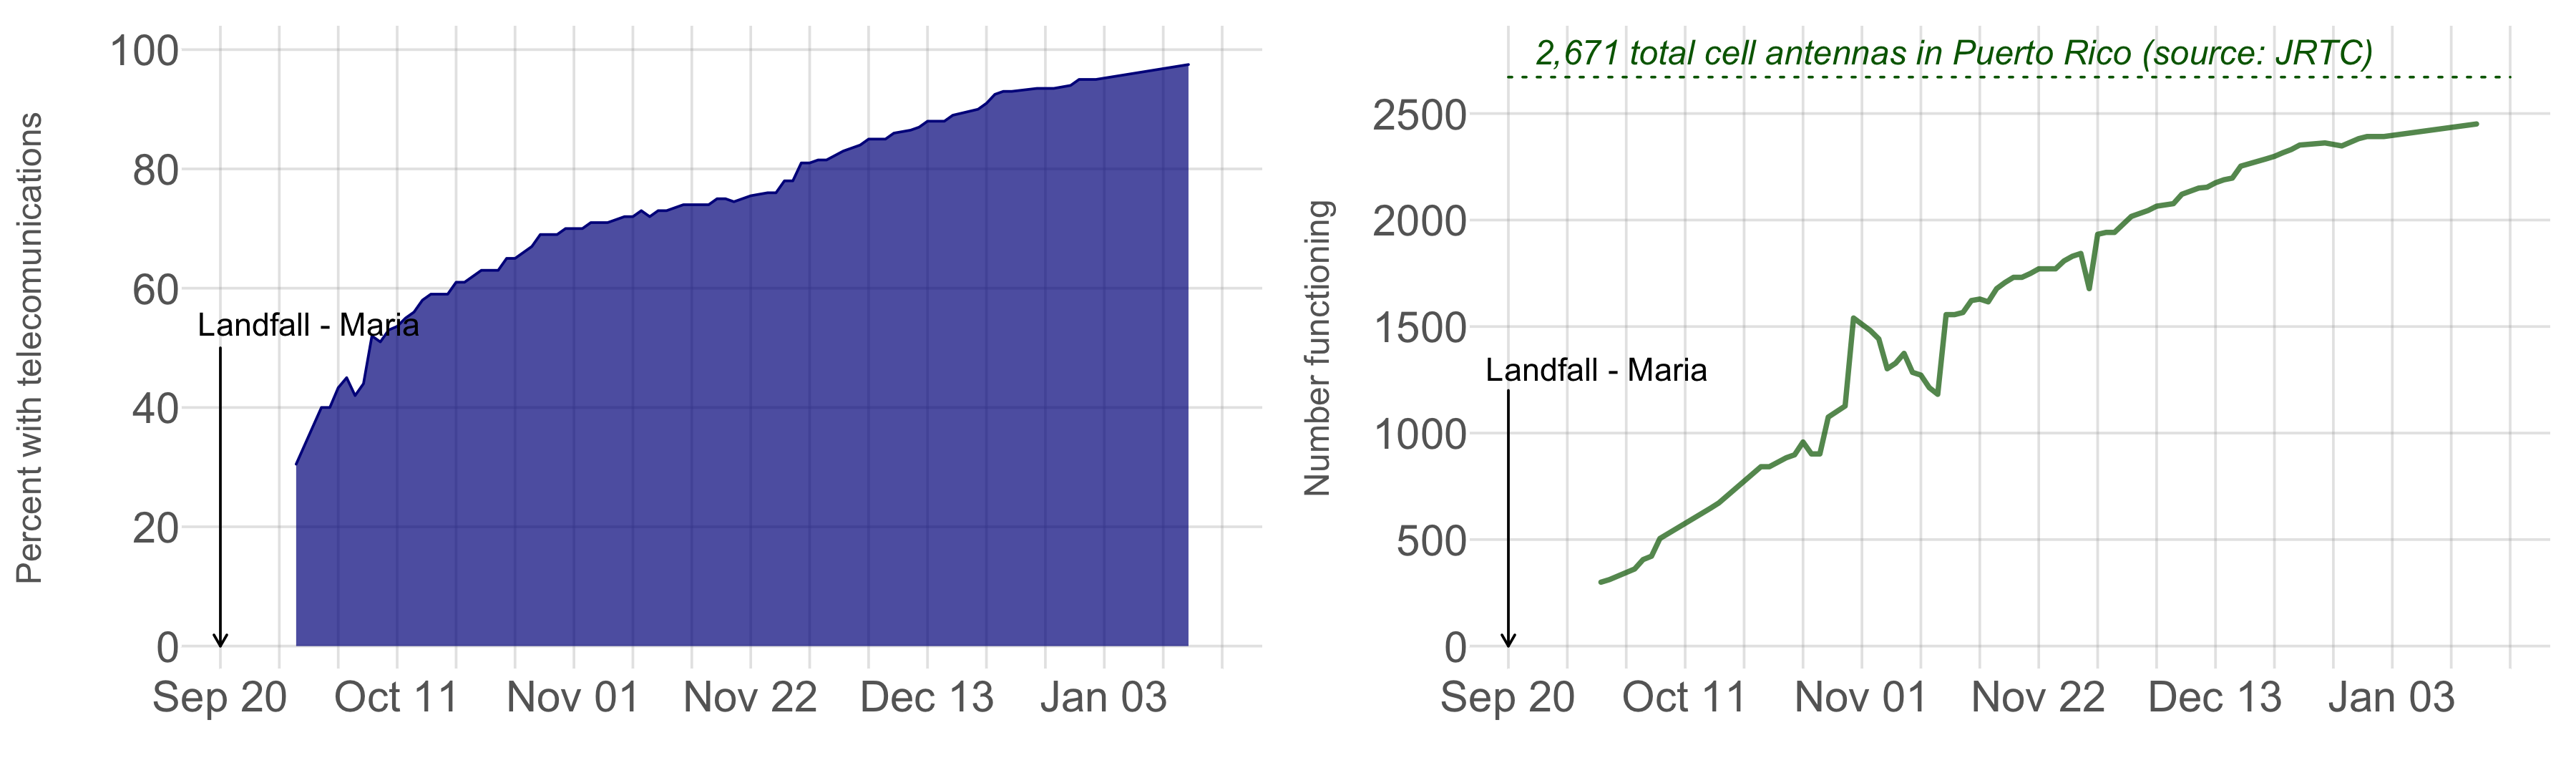 Percent with telecomunications
100
80
60
40
20
0
Landfall - Maria
Sep 20 Oct 11 Nov 01 Nov 22 Dec 13 Jan 03
Number functioning
2,671 total cell antennas in Puerto Rico (source: JRTC)
2500
2000
1500
1000
500
0
Landfall - Maria
Sep 20 Oct 11 Nov 01 Nov 22 Dec 13 Jan 03